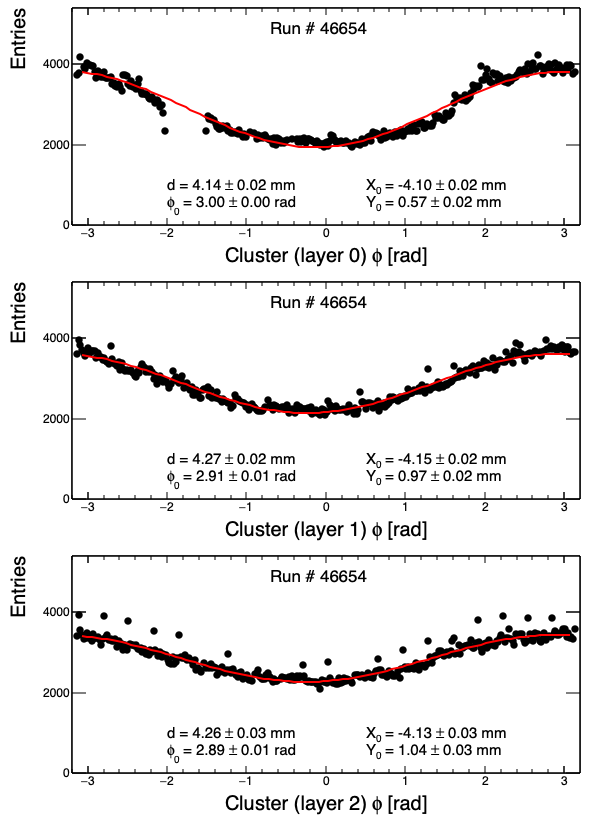 Run # 46654
Entries
4000
2000
0
d = 4.14 ± 0.02 mm X₀ = -4.10 ± 0.02 mm
ϕ₀ = 3.00 ± 0.00 rad Y₀ = 0.57 ± 0.02 mm
−3 −2 −1 0 1 2 3
Cluster (layer 0) ϕ [rad]
Run # 46654
Entries
4000
2000
0
d = 4.27 ± 0.02 mm X₀ = -4.15 ± 0.02 mm
ϕ₀ = 2.91 ± 0.01 rad Y₀ = 0.97 ± 0.02 mm
−3 −2 −1 0 1 2 3
Cluster (layer 1) ϕ [rad]
Run # 46654
Entries
4000
2000
0
d = 4.26 ± 0.03 mm X₀ = -4.13 ± 0.03 mm
ϕ₀ = 2.89 ± 0.01 rad Y₀ = 1.04 ± 0.03 mm
−3 −2 −1 0 1 2 3
Cluster (layer 2) ϕ [rad]